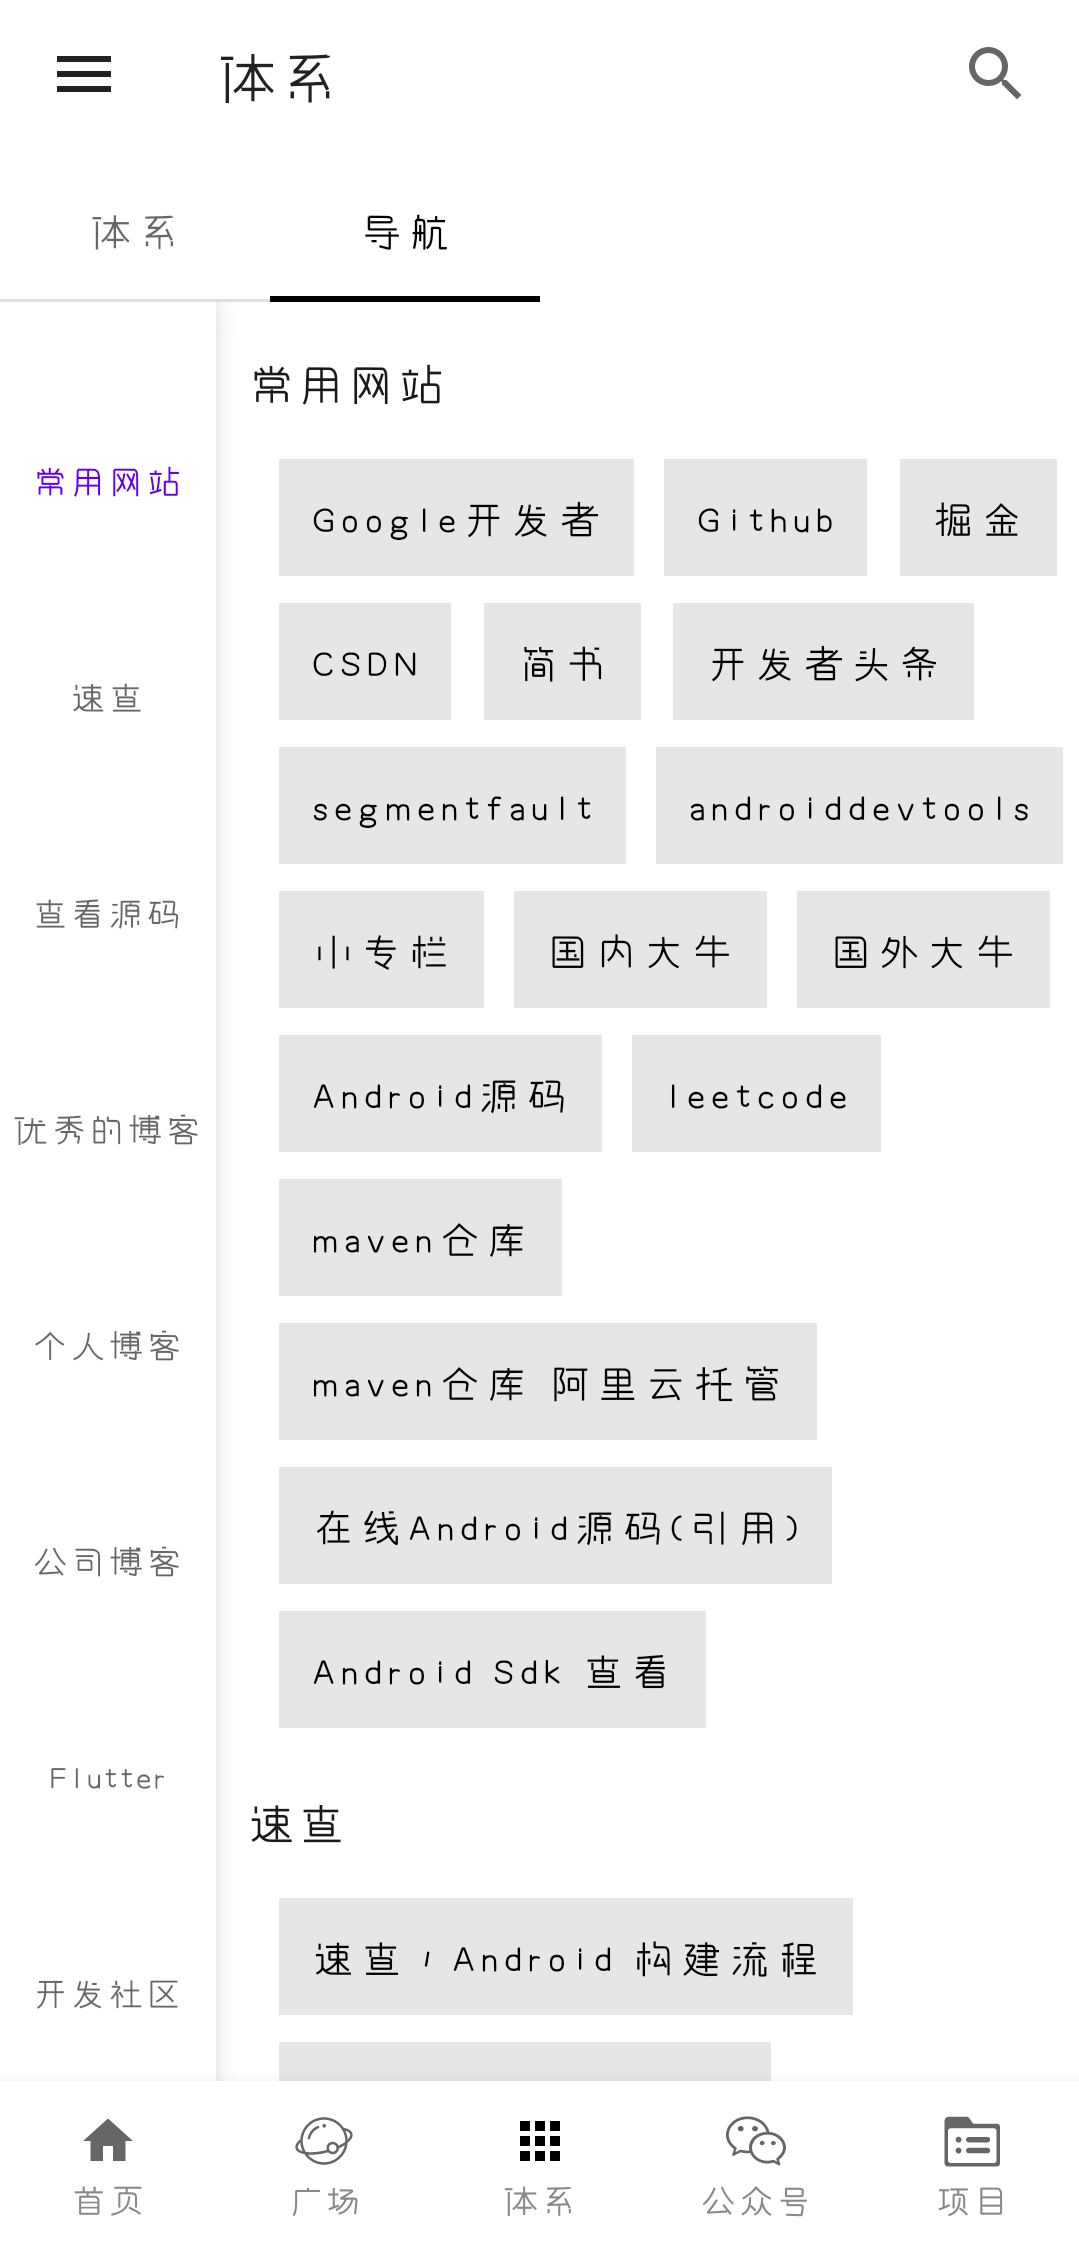 体系
体系 导航
常用网站
速查
查看源码
优秀的博客
个人博客
公司博客
Flutter
开发社区
常用网站
Google开发者 Github 掘金
CSDN 简书 开发者头条
segmentfault androiddevtools
小专栏 国内大牛 国外大牛
Android源码 leetcode
maven仓库
maven仓库 阿里云托管
在线Android源码(引用)
Android Sdk 查看
速查
速查，Android 构建流程
首页 广场 体系 公众号 项目